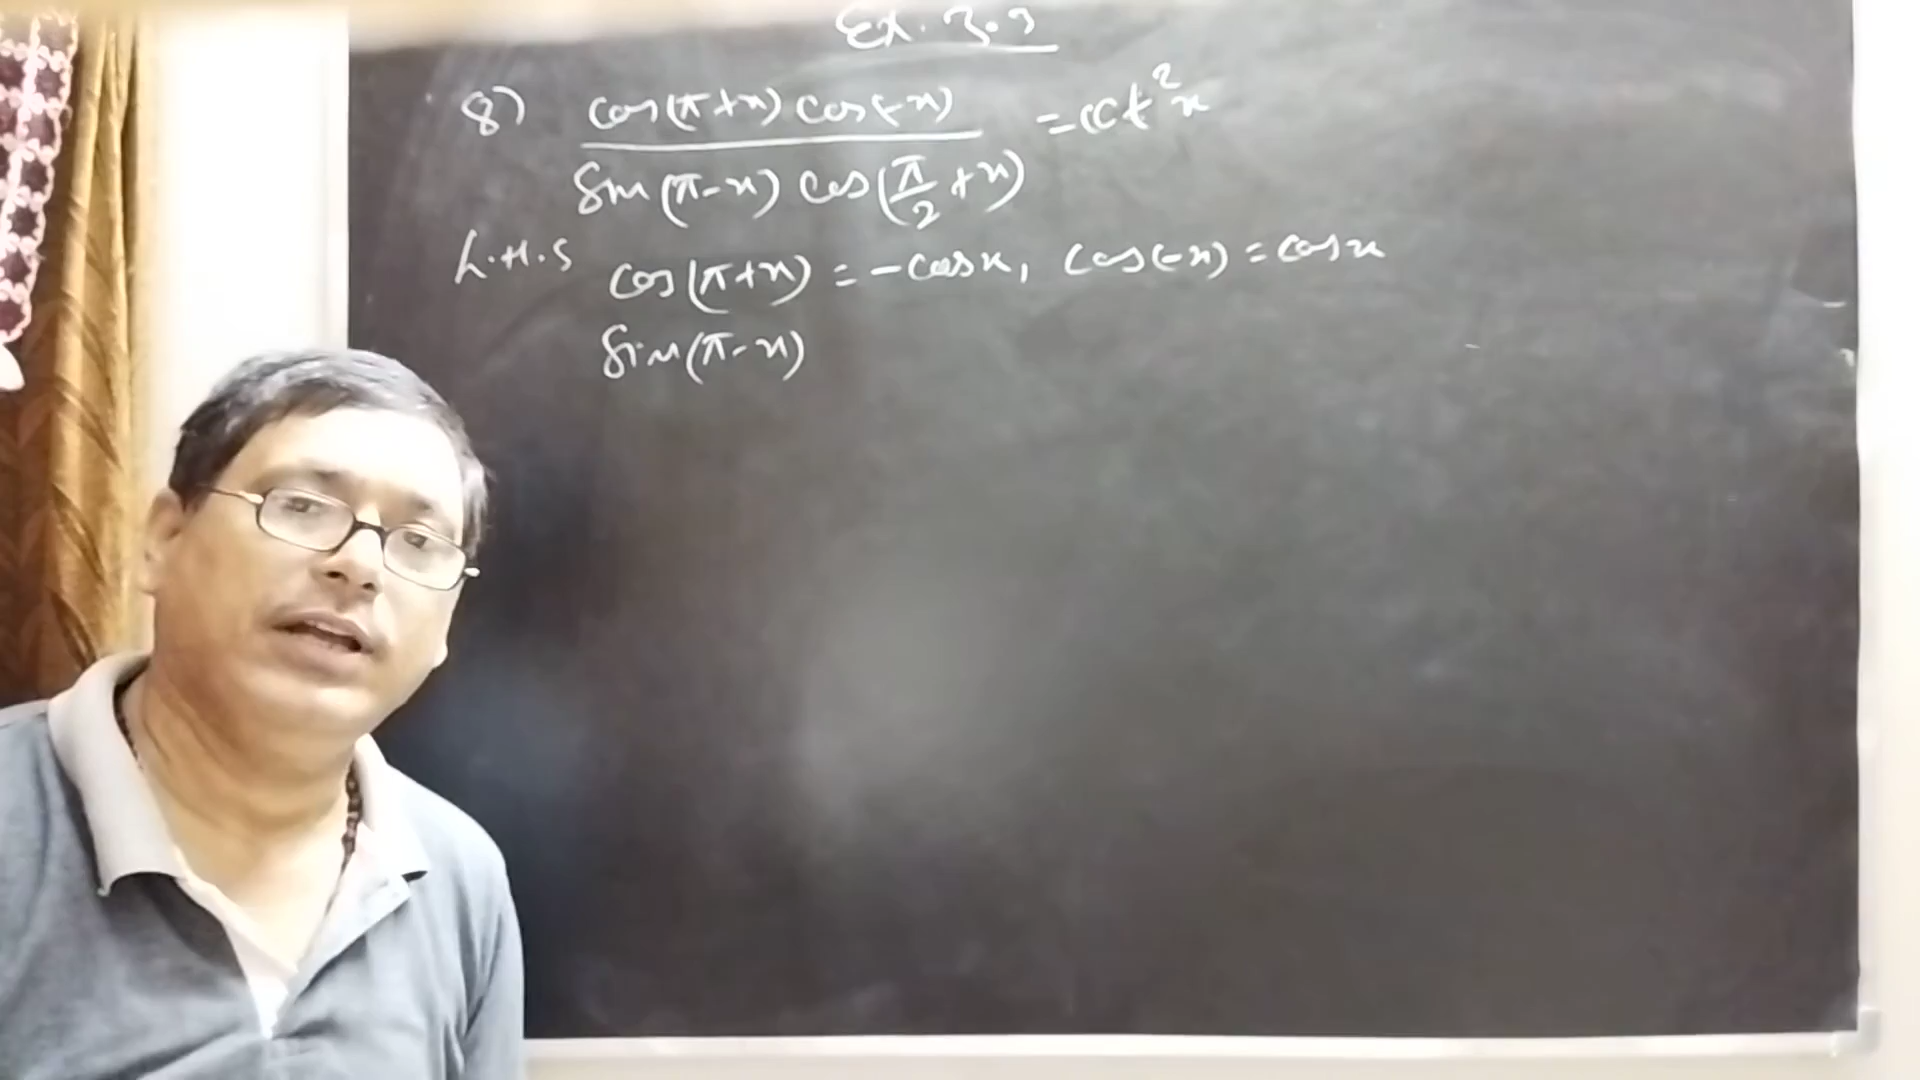 Ex. 3.3
8) cos(π+x) cos(-x) / sin(π-x) cos(π/2 +x) = cot²x
L.H.S cos(π+x) = -cosx, cos(-x) = cosx
sin(π-x)